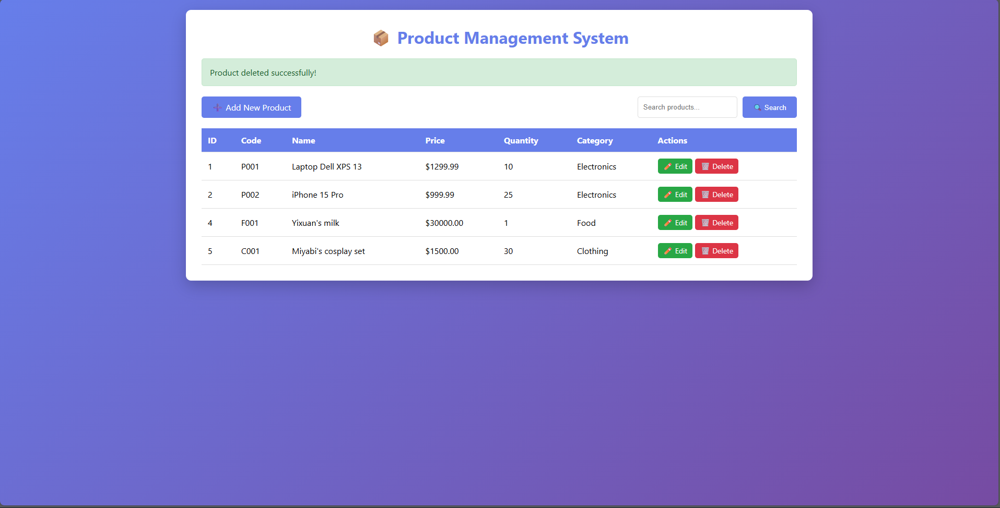 Product Management System
Product deleted successfully!
Add New Product
Search products...
Search
ID Code Name Price Quantity Category Actions
1 P001 Laptop Dell XPS 13 $1299.99 10 Electronics Edit Delete
2 P002 iPhone 15 Pro $999.99 25 Electronics Edit Delete
4 F001 Yixuan's milk $30000.00 1 Food Edit Delete
5 C001 Miyabi's cosplay set $1500.00 30 Clothing Edit Delete